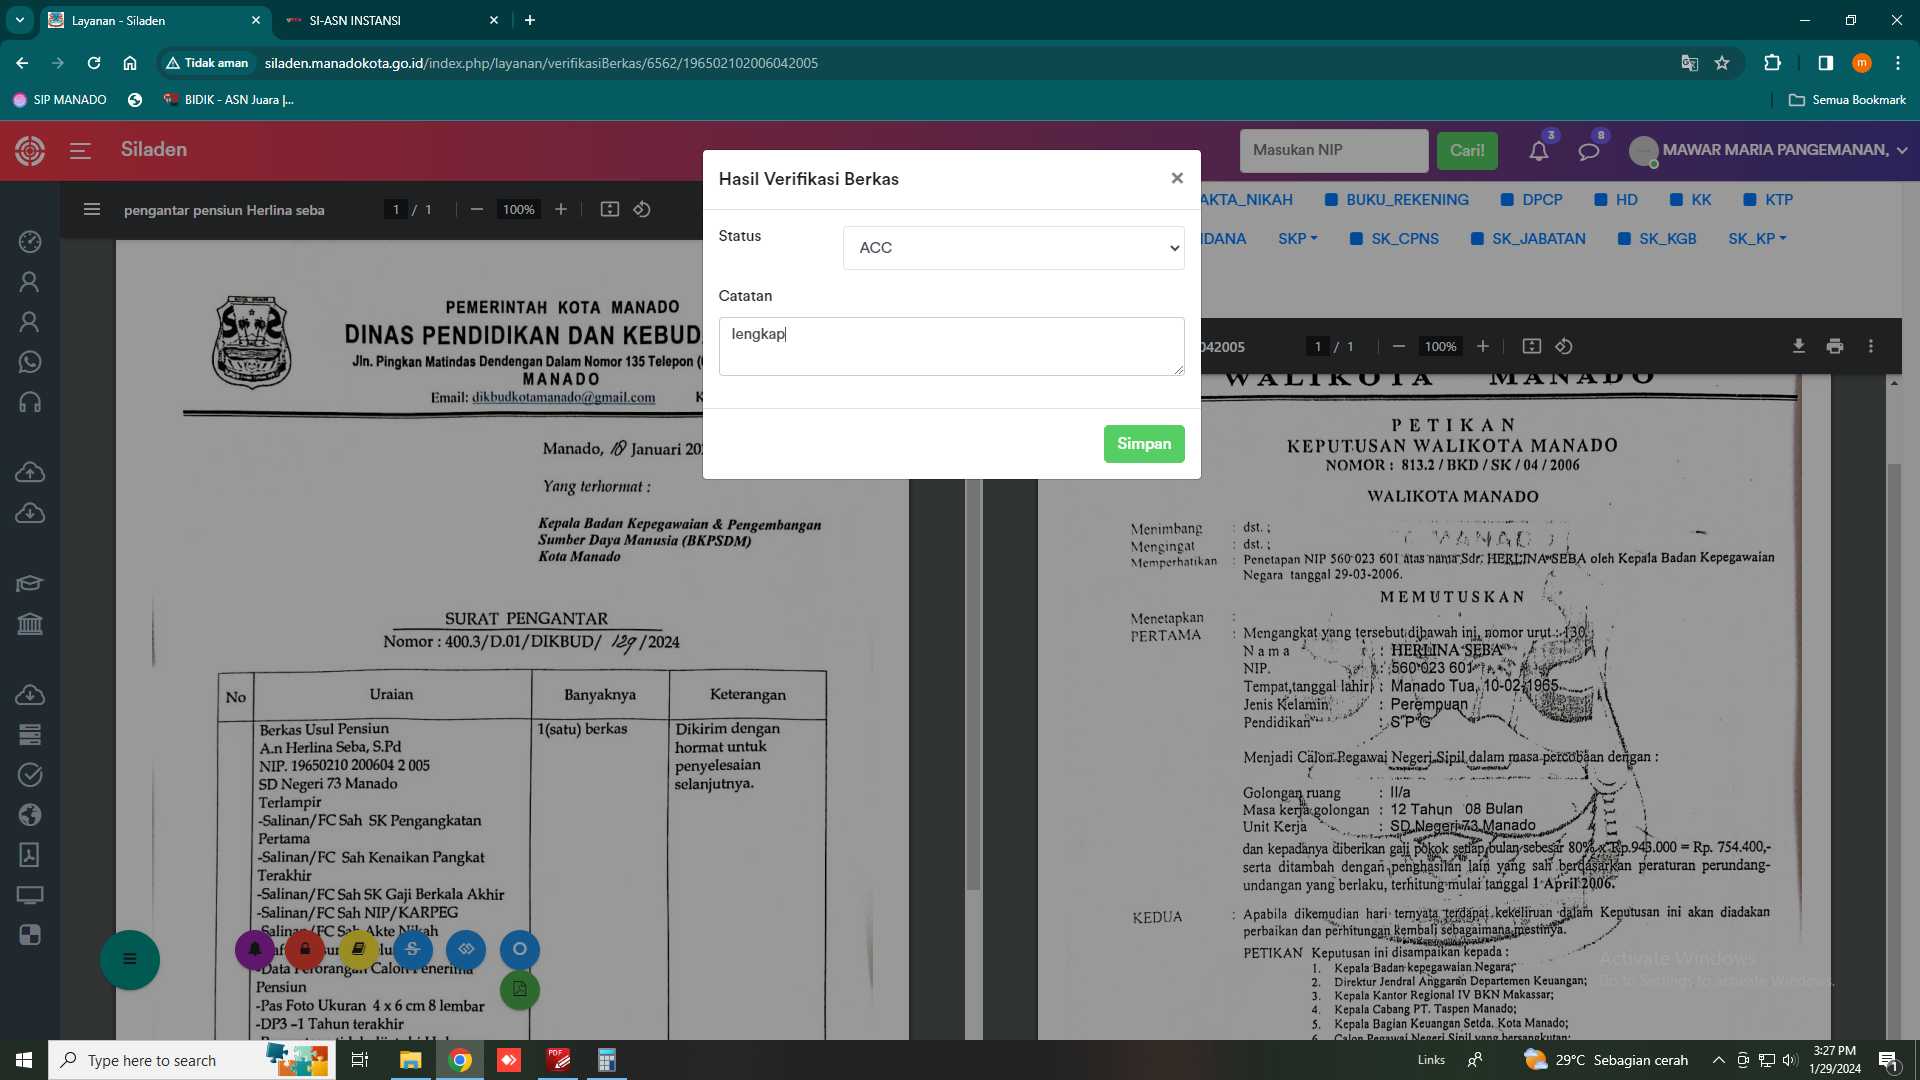 Layanan - Siladen
SI-ASN INSTANSI
Tidak aman
siladen.manadokota.go.id/index.php/layanan/verifikasiBerkas/6562/196502102006042005
SIP MANADO
BIDIK - ASN Juara |...
Semua Bookmark
Siladen
Masukan NIP
Cari!
3
8
MAWAR MARIA PANGEMANAN,
pengantar pensiun Herlina seba
1 / 1
100%
Hasil Verifikasi Berkas
Status
ACC
Catatan
lengkap
Simpan
AKTA_NIKAH
BUKU_REKENING
DPCP
HD
KK
KTP
IDANA
SKP
SK_CPNS
SK_JABATAN
SK_KGB
SK_KP
042005
1 / 1
100%
PEMERINTAH KOTA MANADO
DINAS PENDIDIKAN DAN KEBUD
Jln. Pingkan Matindas Dendengan Dalam Nomor 135 Telepon (
MANADO
Email: dikbudkotamanado@gmail.com
K
Manado, 18 Januari 20
Yang terhormat :
Kepala Badan Kepegawaian & Pengembangan
Sumber Daya Manusia (BKPSDM)
Kota Manado
SURAT PENGANTAR
Nomor : 400.3/D.01/DIKBUD/ 129 /2024
No
Uraian
Banyaknya
Keterangan
Berkas Usul Pensiun
A.n Herlina Seba, S.Pd
NIP. 19650210 200604 2 005
SD Negeri 73 Manado
Terlampir
-Salinan/FC Sah SK Pengangkatan
Pertama
-Salinan/FC Sah Kenaikan Pangkat
Terakhir
-Salinan/FC Sah SK Gaji Berkala Akhir
-Salinan/FC Sah NIP/KARPEG
-Salinan/FC Sah Akte Nikah
-Data Perorangan Calon Penerima
Pensiun
-Pas Foto Ukuran 4 x 6 cm 8 lembar
-DP3 -1 Tahun terakhir
1(satu) berkas
Dikirim dengan
hormat untuk
penyelesaian
selanjutnya.
WALIKOTA MANADO
PETIKAN
KEPUTUSAN WALIKOTA MANADO
NOMOR : 813.2 / BKD / SK / 04 / 2006
WALIKOTA MANADO
Menimbang : dst. ;
Mengingat : dst. ;
Memperhatikan : Penetapan NIP 560 023 601 atas nama Sdr. HERLINA SEBA oleh Kepala Badan Kepegawaian
Negara tanggal 29-03-2006.
MEMUTUSKAN
Menetapkan :
PERTAMA : Mengangkat yang tersebut dibawah ini, nomor urut : 130
Nama : HERLINA SEBA
NIP. : 560 023 601
Tempat,tanggal lahir : Manado Tua, 10-02-1965
Jenis Kelamin : Perempuan
Pendidikan : S P G
Menjadi Calon Pegawai Negeri Sipil dalam masa percobaan dengan :
Golongan ruang : II/a
Masa kerja golongan : 12 Tahun 08 Bulan
Unit Kerja : SD Negeri 73 Manado
dan kepadanya diberikan gaji pokok setiap bulan sebesar 80% x Rp.943.000 = Rp. 754.400,-
serta ditambah dengan penghasilan lain yang sah berdasarkan peraturan perundang-
undangan yang berlaku, terhitung mulai tanggal 1 April 2006.
KEDUA : Apabila dikemudian hari ternyata terdapat kekeliruan dalam Keputusan ini akan diadakan
perbaikan dan perhitungan kembali sebagaimana mestinya.
PETIKAN Keputusan ini disampaikan kepada :
1. Kepala Badan kepegawaian Negara;
2. Direktur Jendral Anggaran Departemen Keuangan;
3. Kepala Kantor Regional IV BKN Makassar;
4. Kepala Cabang PT. Taspen Manado;
5. Kepala Bagian Keuangan Setda. Kota Manado;
6. Calon Pegawai Negeri Sipil yang bersangkutan;
Activate Windows
Go to Settings to activate Windows.
Type here to search
Links
29°C Sebagian cerah
3:27 PM
1/29/2024
1